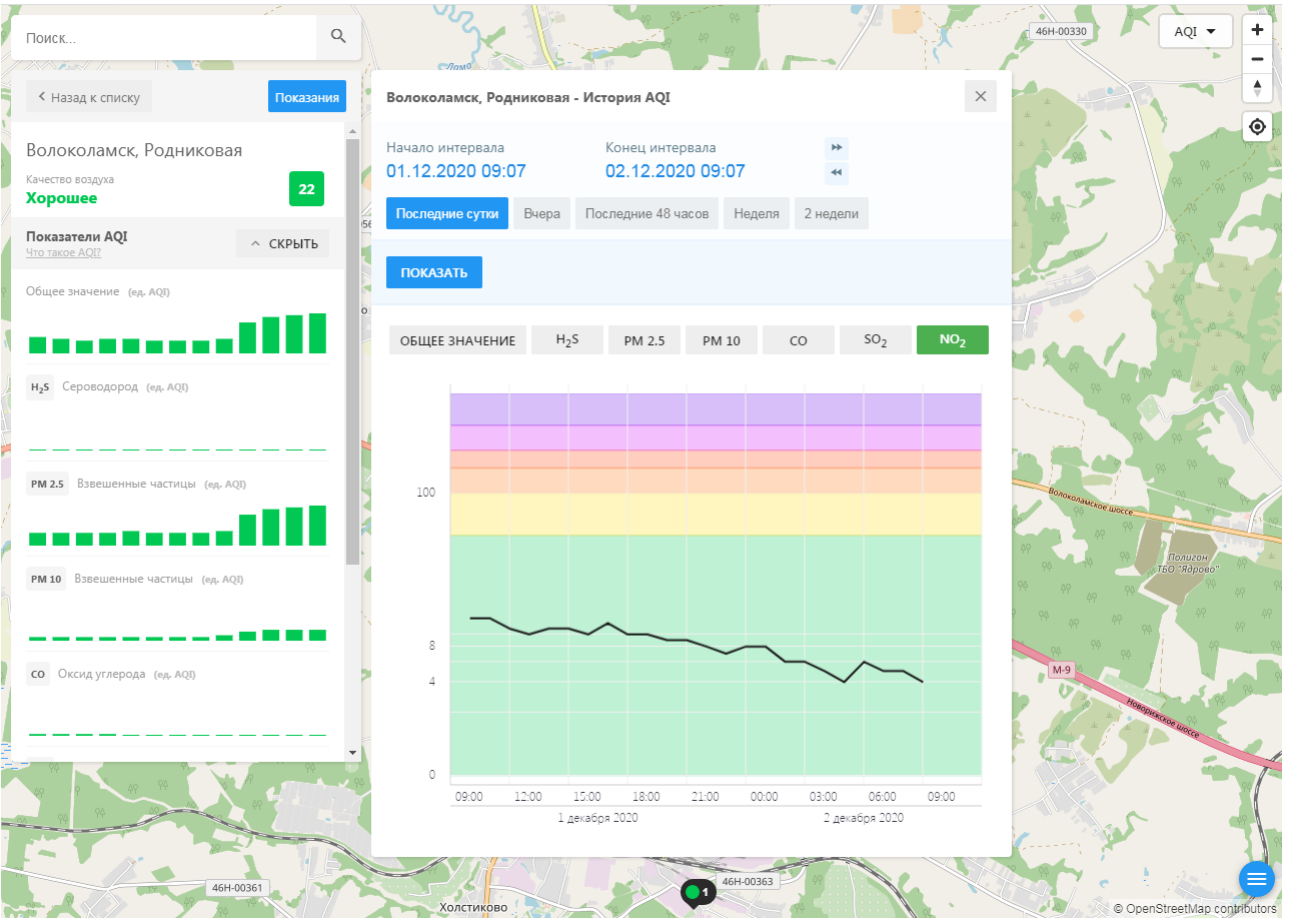 Поиск...
46Н-00330
AQI
Ломо
Назад к списку
Показания
Волоколамск, Родниковая - История AQI
Волоколамск, Родниковая
Качество воздуха
Хорошее
22
Начало интервала
Конец интервала
01.12.2020 09:07
02.12.2020 09:07
Последние сутки
Вчера
Последние 48 часов
Неделя
2 недели
Показатели AQI
Что такое AQI?
СКРЫТЬ
ПОКАЗАТЬ
Общее значение (ед. AQI)
ОБЩЕЕ ЗНАЧЕНИЕ
H2S
PM 2.5
PM 10
CO
SO2
NO2
H2S Сероводород (ед. AQI)
PM 2.5 Взвешенные частицы (ед. AQI)
PM 10 Взвешенные частицы (ед. AQI)
CO Оксид углерода (ед. AQI)
100
8
4
0
09:00
12:00
15:00
18:00
21:00
00:00
03:00
06:00
09:00
1 декабря 2020
2 декабря 2020
Волоколамское шоссе
Полигон
ТБО "Ядрово"
М-9
Новорижское шоссе
46Н-00361
46Н-00363
1
Холстиково
© OpenStreetMap contributors